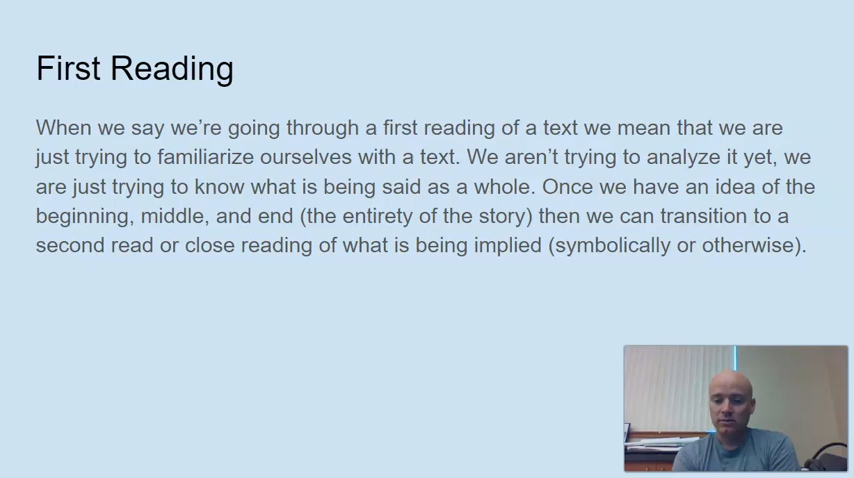 First Reading
When we say we’re going through a first reading of a text we mean that we are
just trying to familiarize ourselves with a text. We aren’t trying to analyze it yet, we
are just trying to know what is being said as a whole. Once we have an idea of the
beginning, middle, and end (the entirety of the story) then we can transition to a
second read or close reading of what is being implied (symbolically or otherwise).